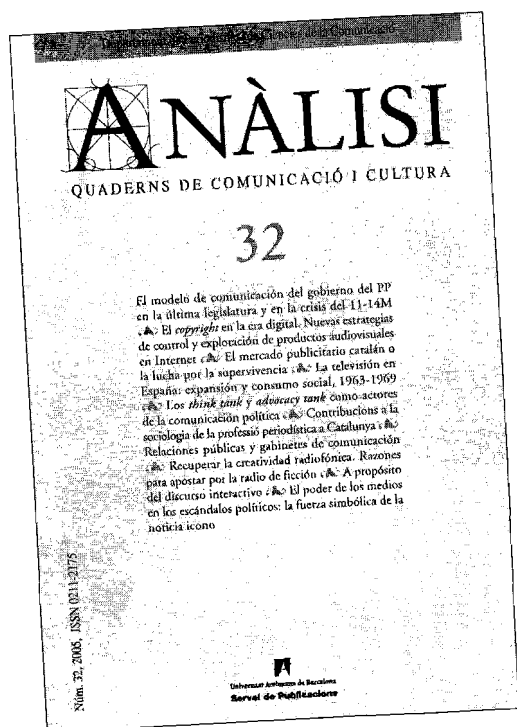 de la Comunicació
ANÀLISI
QUADERNS DE COMUNICACIÓ I CULTURA
32
El modelo de comunicación del gobierno del PP
en la última legislatura y en la crisis del 11-14M
El copyright en la era digital. Nuevas estrategias
de control y explotación de productos audiovisuales
en Internet El mercado publicitario catalán o
la lucha por la supervivencia La televisión en
España: expansión y consumo social, 1963-1969
Los think tank y advocacy tank como actores
de la comunicación política Contribucions a la
sociologia de la professió periodística a Catalunya
Relaciones públicas y gabinetes de comunicación
Recuperar la creatividad radiofónica. Razones
para apostar por la radio de ficción A propósito
del discurso interactivo El poder de los medios
en los escándalos políticos: la fuerza simbólica de la
noticia icono
Núm. 32, 2005, ISSN 0211-2175
Universitat Autònoma de Barcelona
Servei de Publicacions